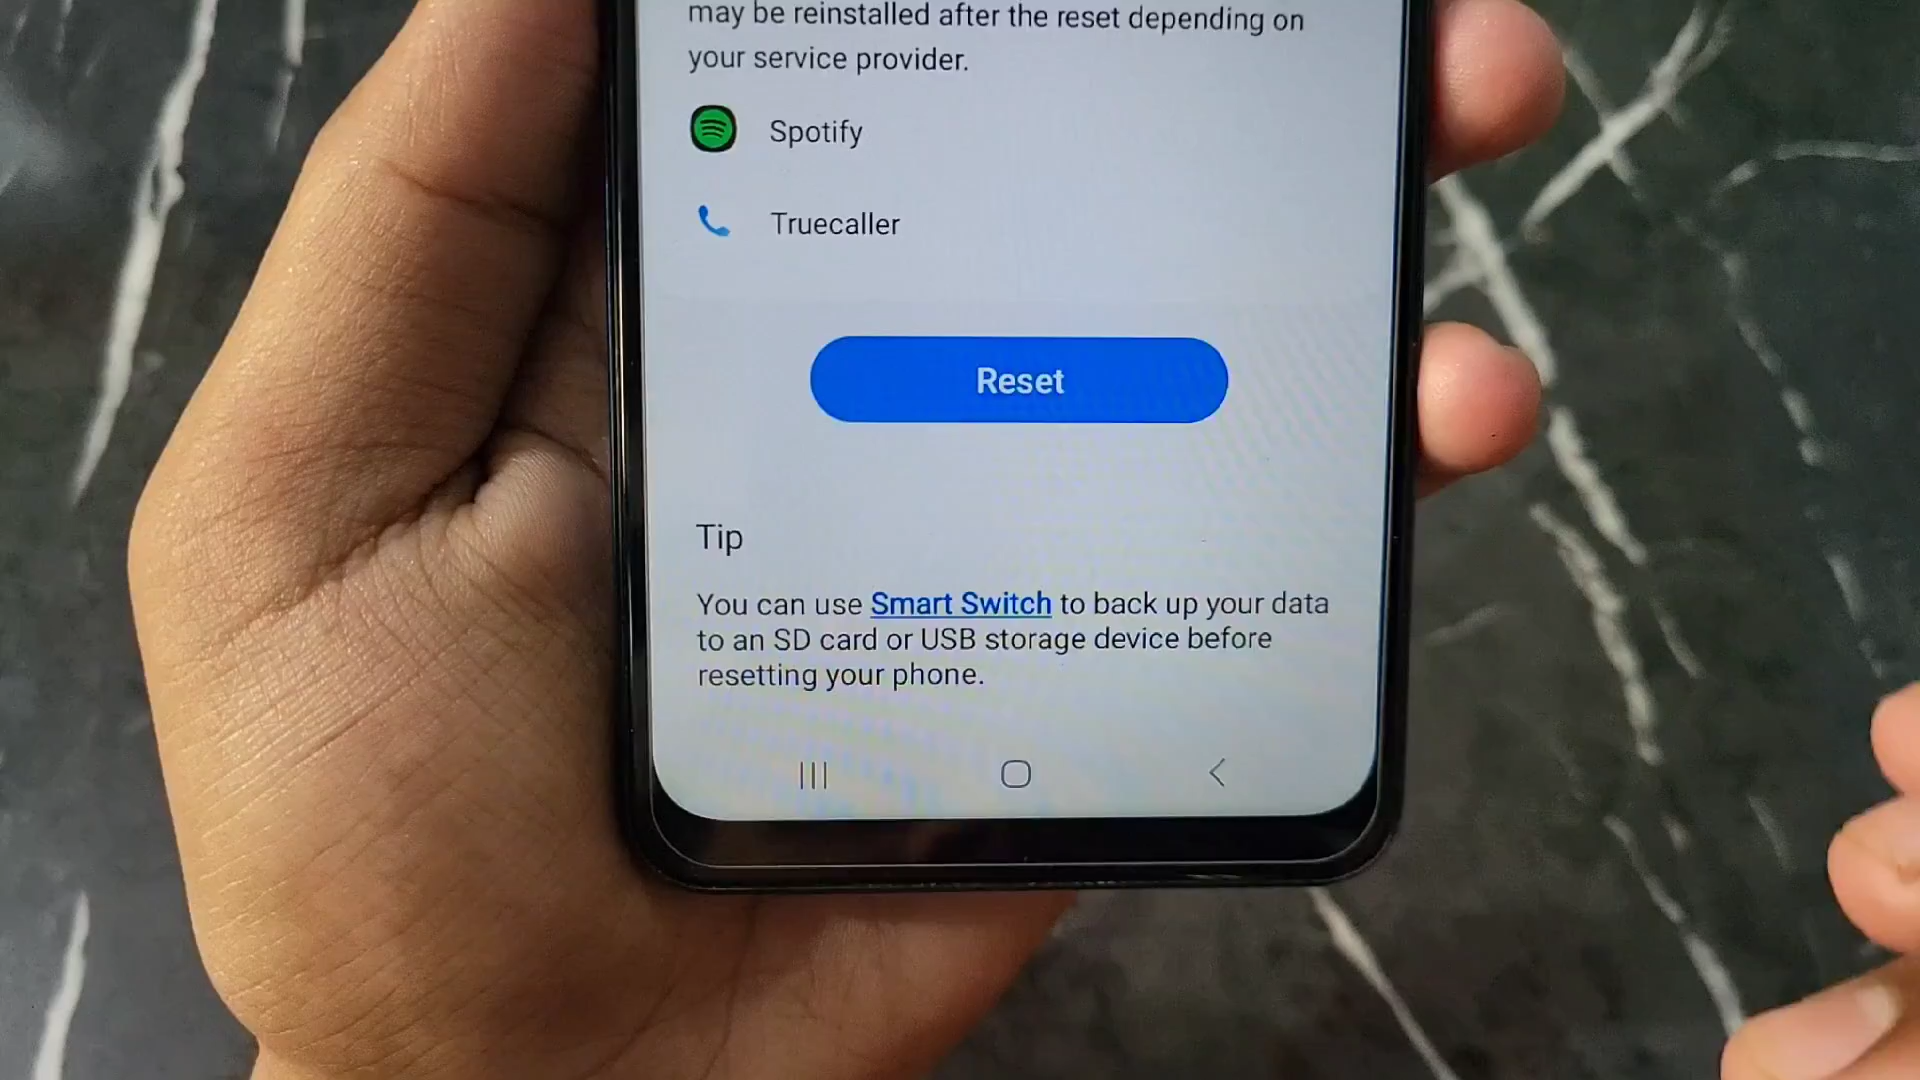 may be reinstalled after the reset depending on
your service provider.
Spotify
Truecaller
Reset
Tip
You can use Smart Switch to back up your data
to an SD card or USB storage device before
resetting your phone.